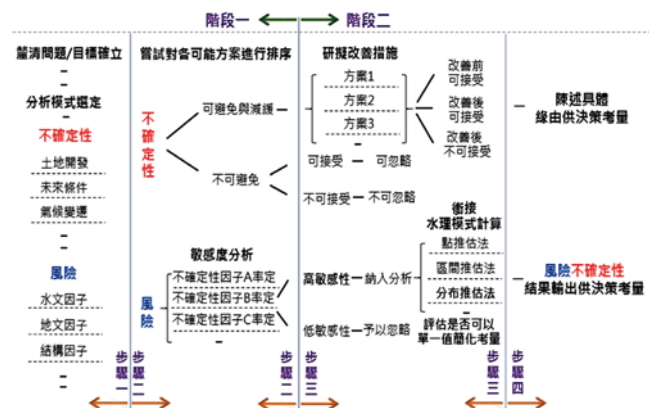 階段一
階段二
釐清問題/目標確立
分析模式選定
不確定性
土地開發
未來條件
氣候變遷
風險
水文因子
地文因子
結構因子
步驟一
步驟二
嘗試對各可能方案進行排序
不確定性
可避免與減緩
不可避免
敏感度分析
風險
不確定性因子A率定
不確定性因子B率定
不確定性因子C率定
步驟二
步驟三
研擬改善措施
方案1
方案2
方案3
改善前
可接受
改善後
可接受
改善後
不可接受
可接受
可忽略
不可接受
不可忽略
銜接
水理模式計算
高敏感性
納入分析
點推估法
區間推估法
分布推估法
低敏感性
予以忽略
評估是否可以
單一值簡化考量
步驟三
步驟四
陳述具體
緣由供決策考量
風險不確定性
結果輸出供決策考量